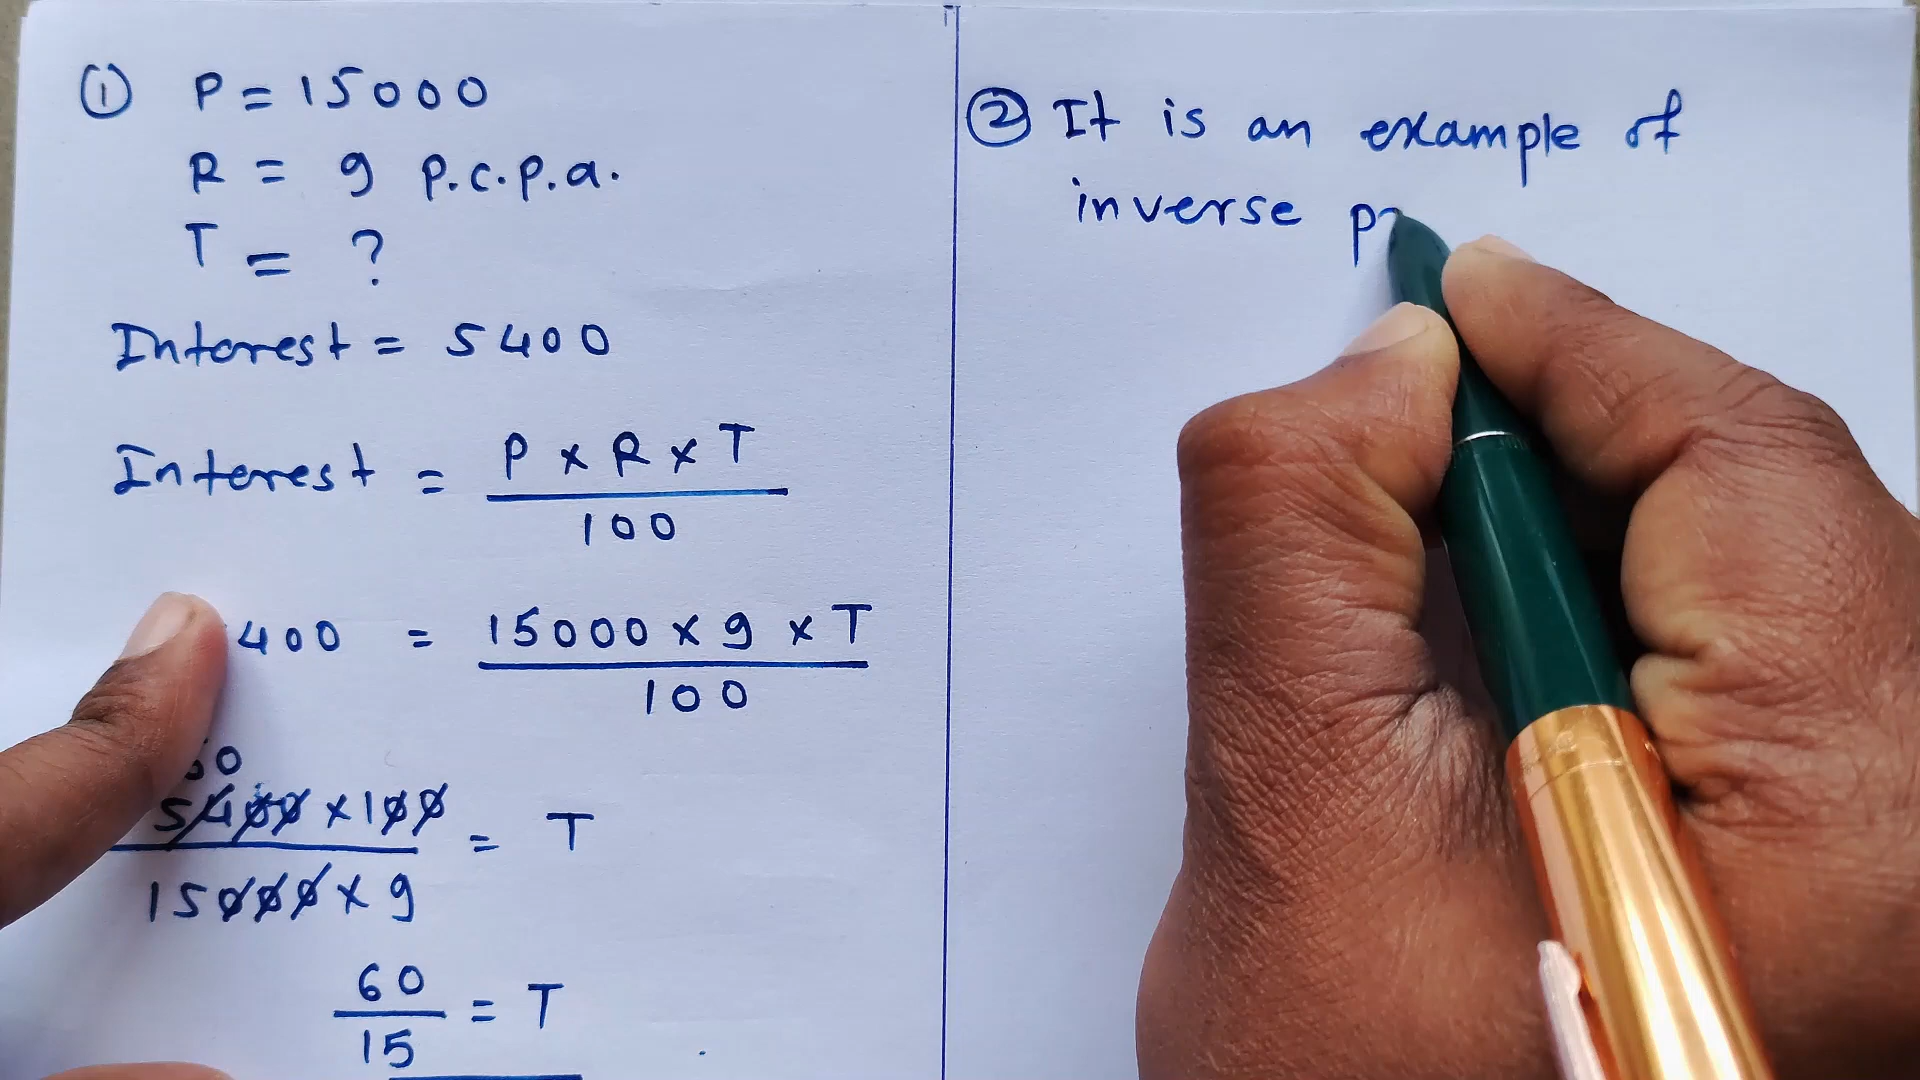 ① P = 15000
R = 9 p.c.p.a.
T = ?
Interest = 5400
Interest = P × R × T
100
400 = 15000 × 9 × T
100
60
5400 × 100 = T
15000 × 9
60 = T
15
② It is an example of
inverse